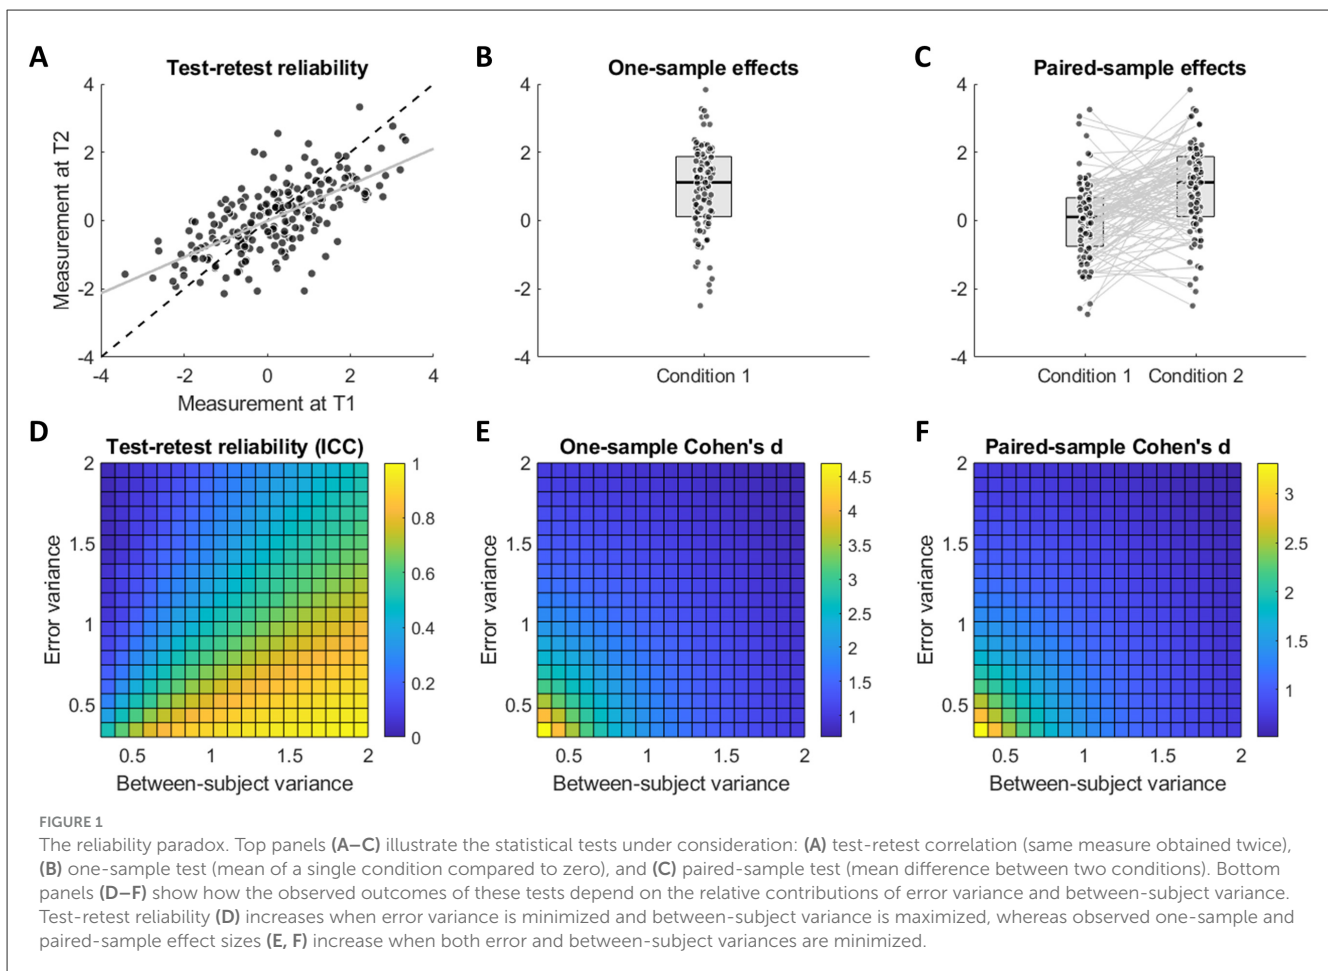 A
Test-retest reliability
Measurement at T2
4
2
0
-2
-4
-4
-2
0
2
4
Measurement at T1
B
One-sample effects
4
2
0
-2
-4
Condition 1
C
Paired-sample effects
4
2
0
-2
-4
Condition 1 Condition 2
D
Test-retest reliability (ICC)
Error variance
2
1.5
1
0.5
0.5
1
1.5
2
Between-subject variance
1
0.8
0.6
0.4
0.2
0
E
One-sample Cohen's d
Error variance
2
1.5
1
0.5
0.5
1
1.5
2
Between-subject variance
4.5
4
3.5
3
2.5
2
1.5
1
F
Paired-sample Cohen's d
Error variance
2
1.5
1
0.5
0.5
1
1.5
2
Between-subject variance
3
2.5
2
1.5
1
FIGURE 1
The reliability paradox. Top panels (A–C) illustrate the statistical tests under consideration: (A) test-retest correlation (same measure obtained twice),
(B) one-sample test (mean of a single condition compared to zero), and (C) paired-sample test (mean difference between two conditions). Bottom
panels (D–F) show how the observed outcomes of these tests depend on the relative contributions of error variance and between-subject variance.
Test-retest reliability (D) increases when error variance is minimized and between-subject variance is maximized, whereas observed one-sample and
paired-sample effect sizes (E, F) increase when both error and between-subject variances are minimized.